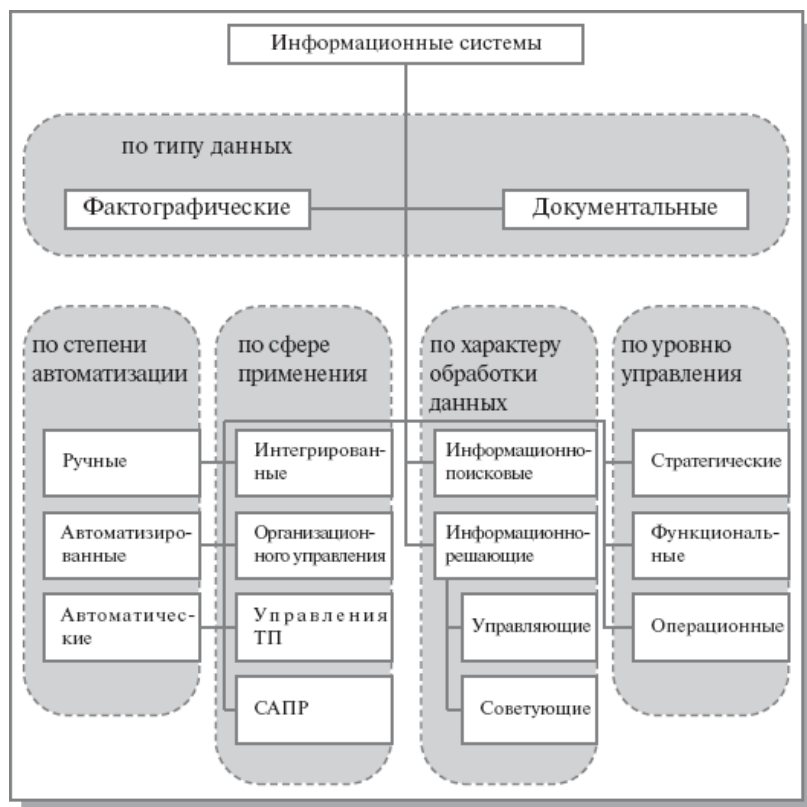 Информационные системы
по типу данных
Фактографические
Документальные
по степени
автоматизации
Ручные
Автоматизиро-
ванные
Автоматичес-
кие
по сфере
применения
Интегрирован-
ные
Организацион-
ного управления
Управления
ТП
САПР
по характеру
обработки
данных
Информационно-
поисковые
Информационно-
решающие
Управляющие
Советующие
по уровню
управления
Стратегические
Функциональ-
ные
Операционные